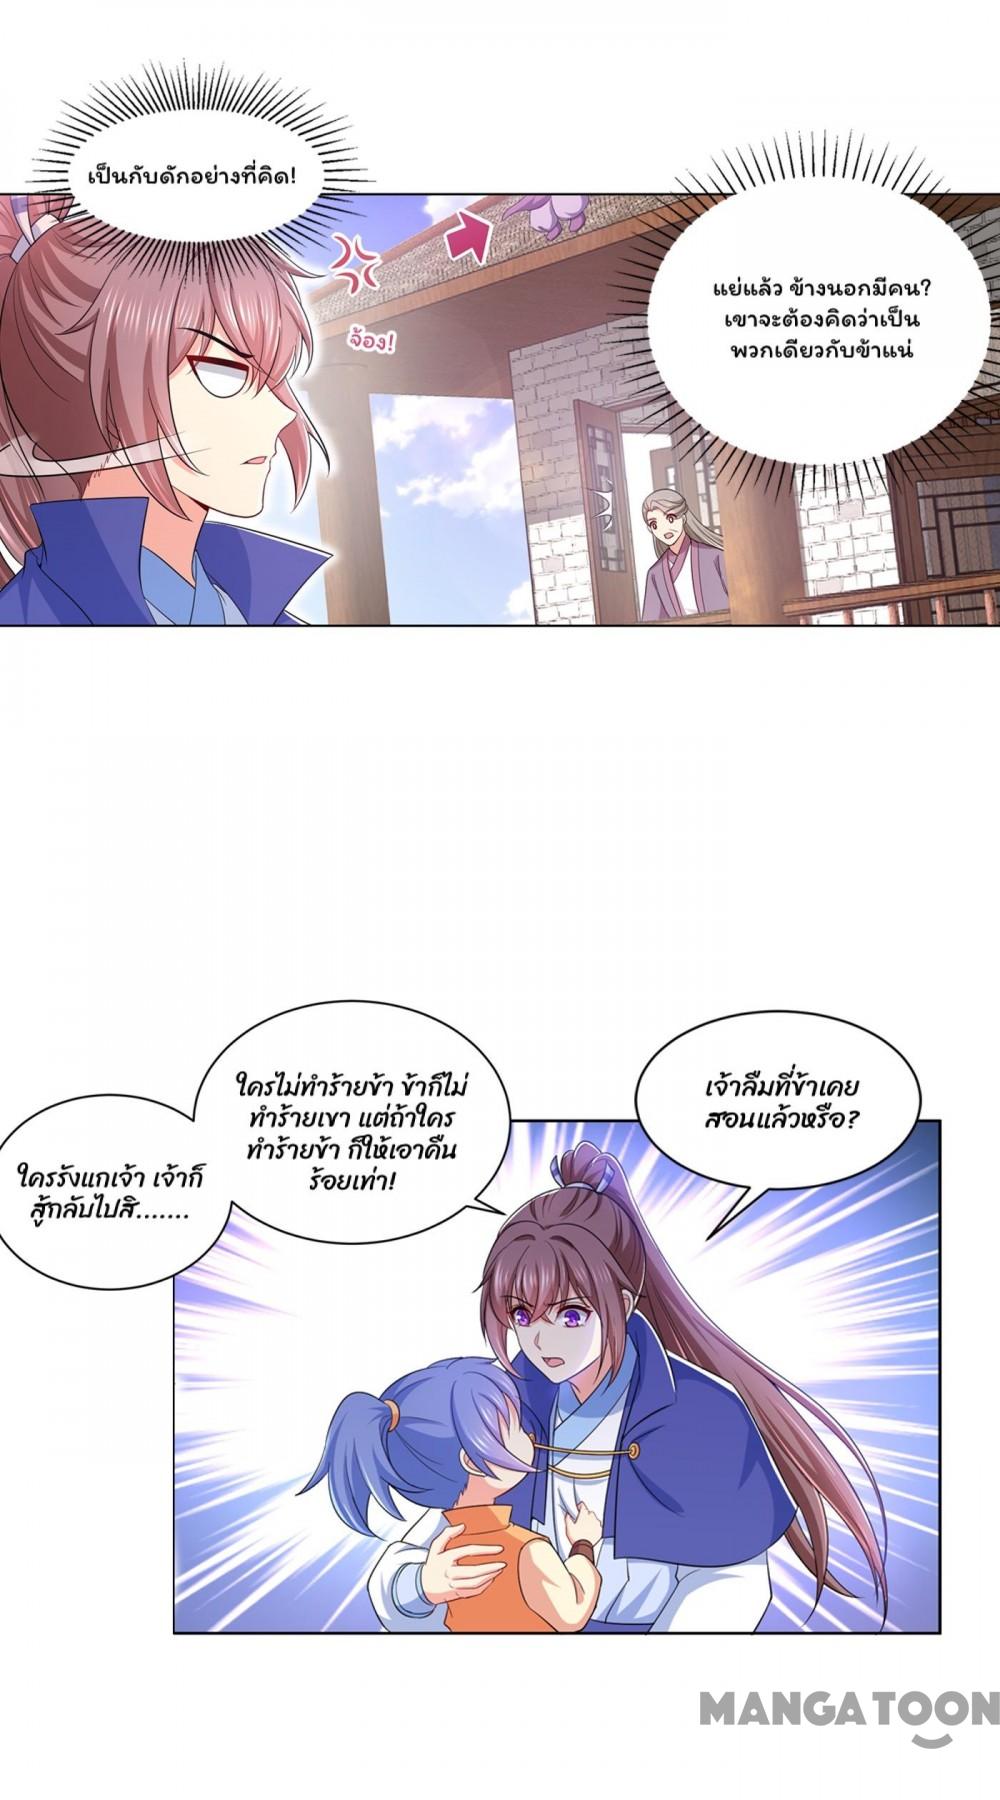 เป็นกับดักอย่างที่คิด!
จ้อง!
แย่แล้ว ข้างนอกมีคน?
เขาจะต้องคิดว่าเป็น
พวกเดียวกับข้าแน่
เจ้าลืมที่ข้าเคย
สอนแล้วหรือ?
ใครไม่ทำร้ายข้า ข้าก็ไม่
ทำร้ายเขา แต่ถ้าใคร
ทำร้ายข้า ก็ให้เอาคืน
ร้อยเท่า!
ใครรังแกเจ้า เจ้าก็
สู้กลับไปสิ.......
MANGATOON